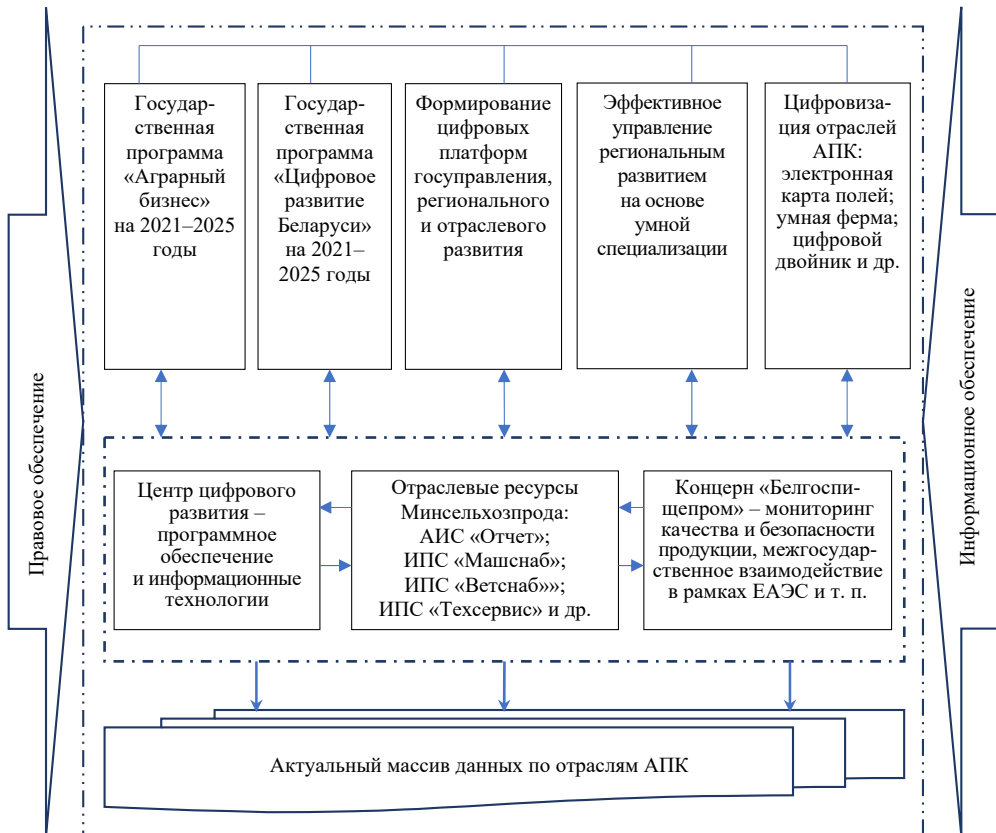 Правовое обеспечение
Государ-
ственная
программа
«Аграрный
бизнес»
на 2021–2025
годы
Государ-
ственная
программа
«Цифровое
развитие
Беларуси»
на 2021–
2025 годы
Формирование
цифровых
платформ
госуправления,
регионального
и отраслевого
развития
Эффективное
управление
региональным
развитием
на основе
умной
специализации
Цифровиза-
ция отраслей
АПК:
электронная
карта полей;
умная ферма;
цифровой
двойник и др.
Информационное обеспечение
Центр цифрового
развития –
программное
обеспечение
и информационные
технологии
Отраслевые ресурсы
Минсельхозпрода:
АИС «Отчет»;
ИПС «Машснаб»;
ИПС «Ветснаб»»;
ИПС «Техсервис» и др.
Концерн «Белгоспи-
щепром» – мониторинг
качества и безопасности
продукции, межгосудар-
ственное взаимодействие
в рамках ЕАЭС и т. п.
Актуальный массив данных по отраслям АПК